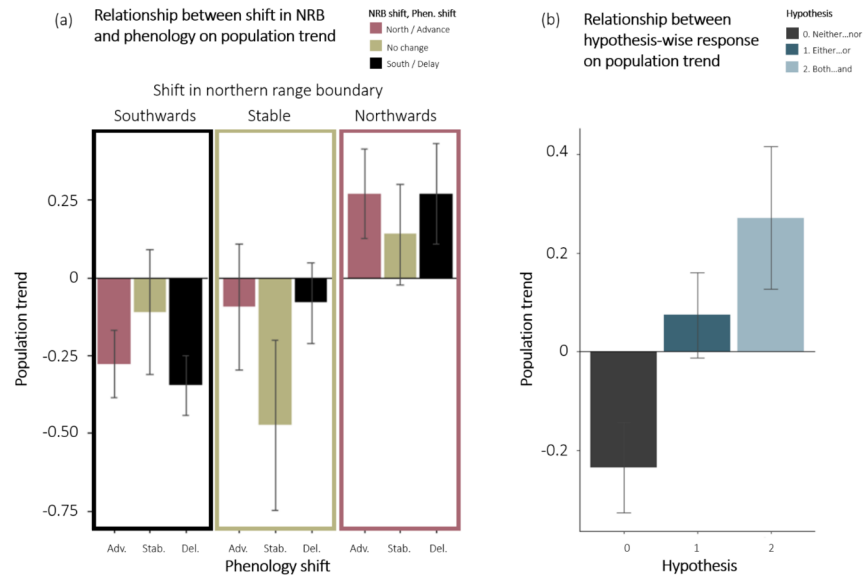 (a)
Relationship between shift in NRB
and phenology on population trend
NRB shift, Phen. shift
North / Advance
No change
South / Delay
Shift in northern range boundary
Southwards Stable Northwards
0.25
0
-0.25
-0.50
-0.75
Population trend
Adv. Stab. Del. Adv. Stab. Del. Adv. Stab. Del.
Phenology shift
(b)
Relationship between
hypothesis-wise response
on population trend
Hypothesis
0. Neither...nor
1. Either...or
2. Both...and
0.4
0.2
0
-0.2
Population trend
0 1 2
Hypothesis